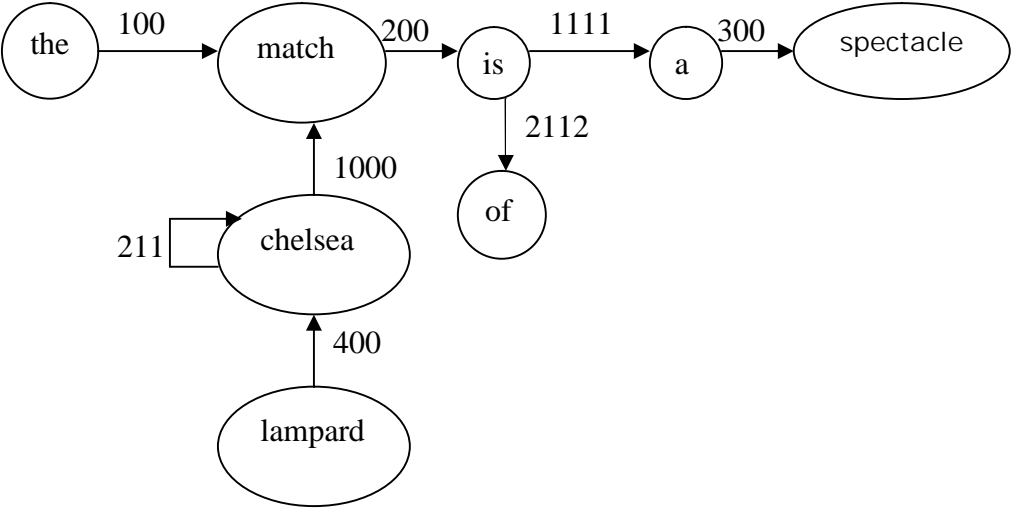 the
100
match
200
is
1111
a
300
spectacle
2112
1000
of
211
chelsea
400
lampard